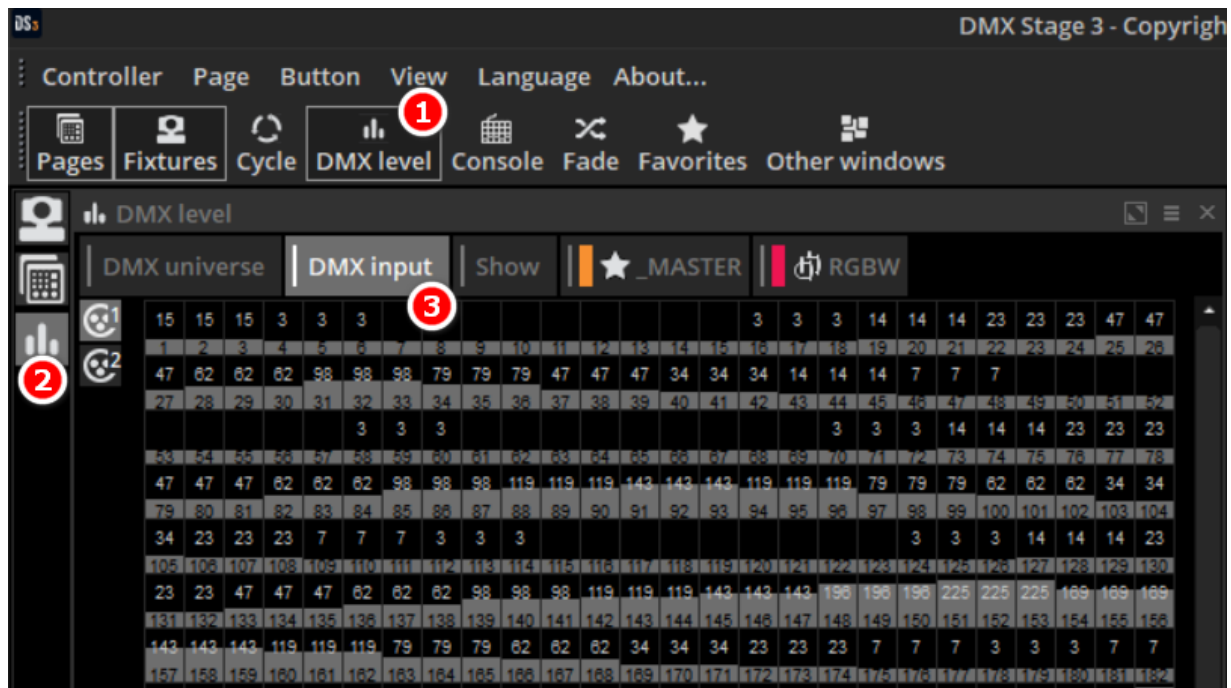 DS3
DMX Stage 3 - Copyrigh
Controller Page Button View Language About...
1
Pages Fixtures Cycle DMX level Console Fade Favorites Other windows
DMX level
DMX universe DMX input Show _MASTER RGBW
3
1 15 15 15 3 3 3 3 3 3 14 14 14 23 23 23 47 47
1 2 3 4 5 6 7 8 9 10 11 12 13 14 15 16 17 18 19 20 21 22 23 24 25 26
2 47 62 62 62 98 98 98 79 79 79 47 47 47 34 34 34 14 14 14 7 7 7
2
27 28 29 30 31 32 33 34 35 36 37 38 39 40 41 42 43 44 45 46 47 48 49 50 51 52
3 3 3 3 3 3 14 14 14 23 23 23
53 54 55 56 57 58 59 60 61 62 63 64 65 66 67 68 69 70 71 72 73 74 75 76 77 78
47 47 47 62 62 62 98 98 98 119 119 119 143 143 143 119 119 119 79 79 79 62 62 62 34 34
79 80 81 82 83 84 85 86 87 88 89 90 91 92 93 94 95 96 97 98 99 100 101 102 103 104
34 23 23 23 7 7 7 3 3 3 3 3 3 14 14 14 23
105 106 107 108 109 110 111 112 113 114 115 116 117 118 119 120 121 122 123 124 125 126 127 128 129 130
23 23 47 47 47 62 62 62 98 98 98 119 119 119 143 143 143 196 196 196 225 225 225 169 169 169
131 132 133 134 135 136 137 138 139 140 141 142 143 144 145 146 147 148 149 150 151 152 153 154 155 156
143 143 143 119 119 119 79 79 79 62 62 62 34 34 34 23 23 23 7 7 7 3 3 3 7 7
157 158 159 160 161 162 163 164 165 166 167 168 169 170 171 172 173 174 175 176 177 178 179 180 181 182